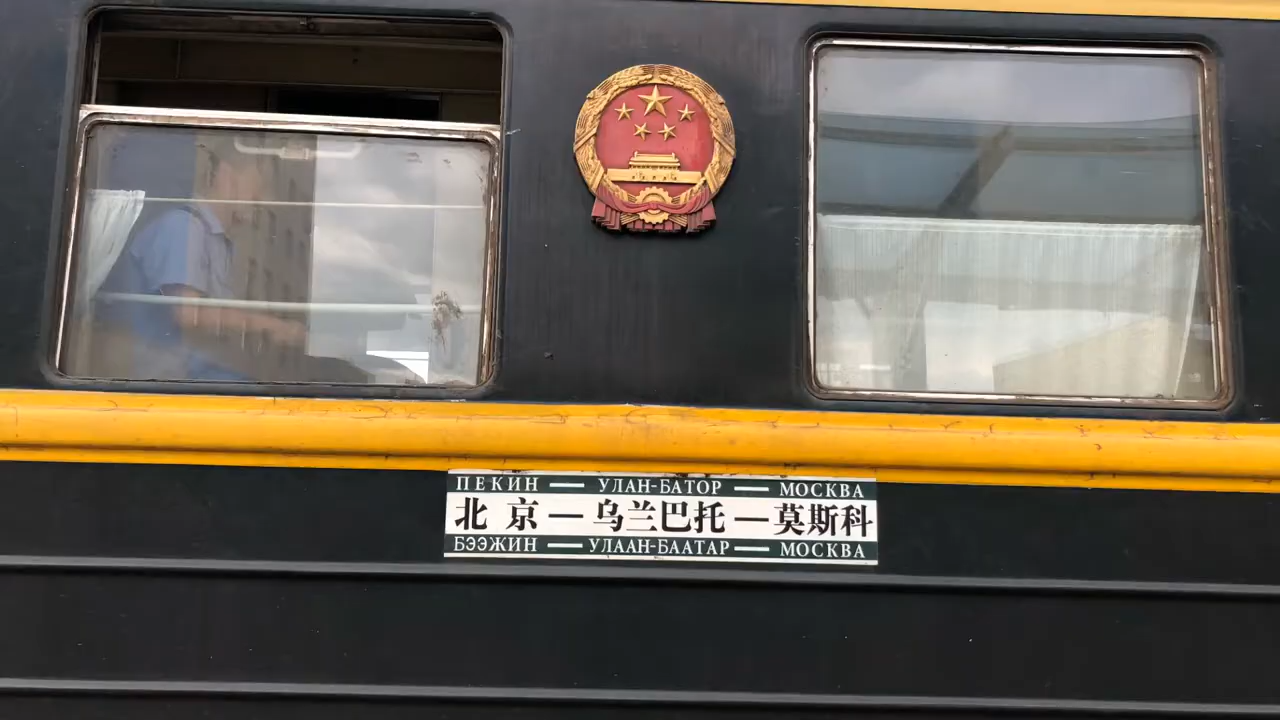 ПЕКИН — УЛАН-БАТОР — МОСКВА
北 京 — 乌兰巴托 — 莫斯科
БЭЭЖИН — УЛААН-БААТАР — МОСКВА